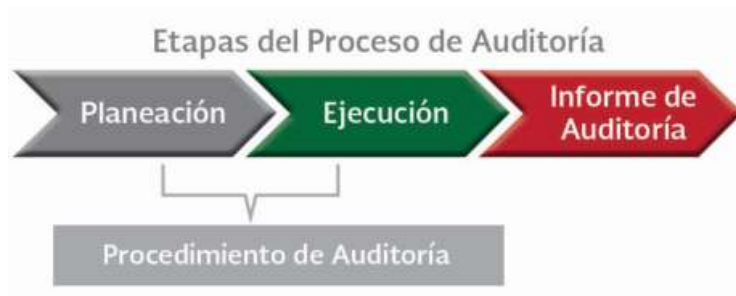 Etapas del Proceso de Auditoría
Planeación
Ejecución
Informe de
Auditoría
Procedimiento de Auditoría